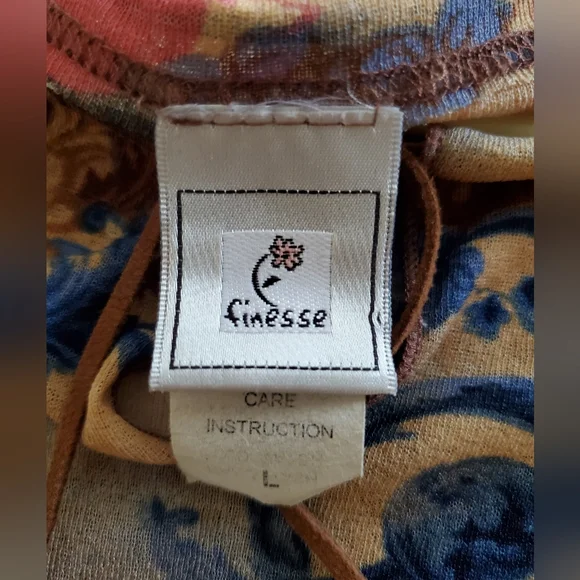 finesse
CARE
INSTRUCTION
L